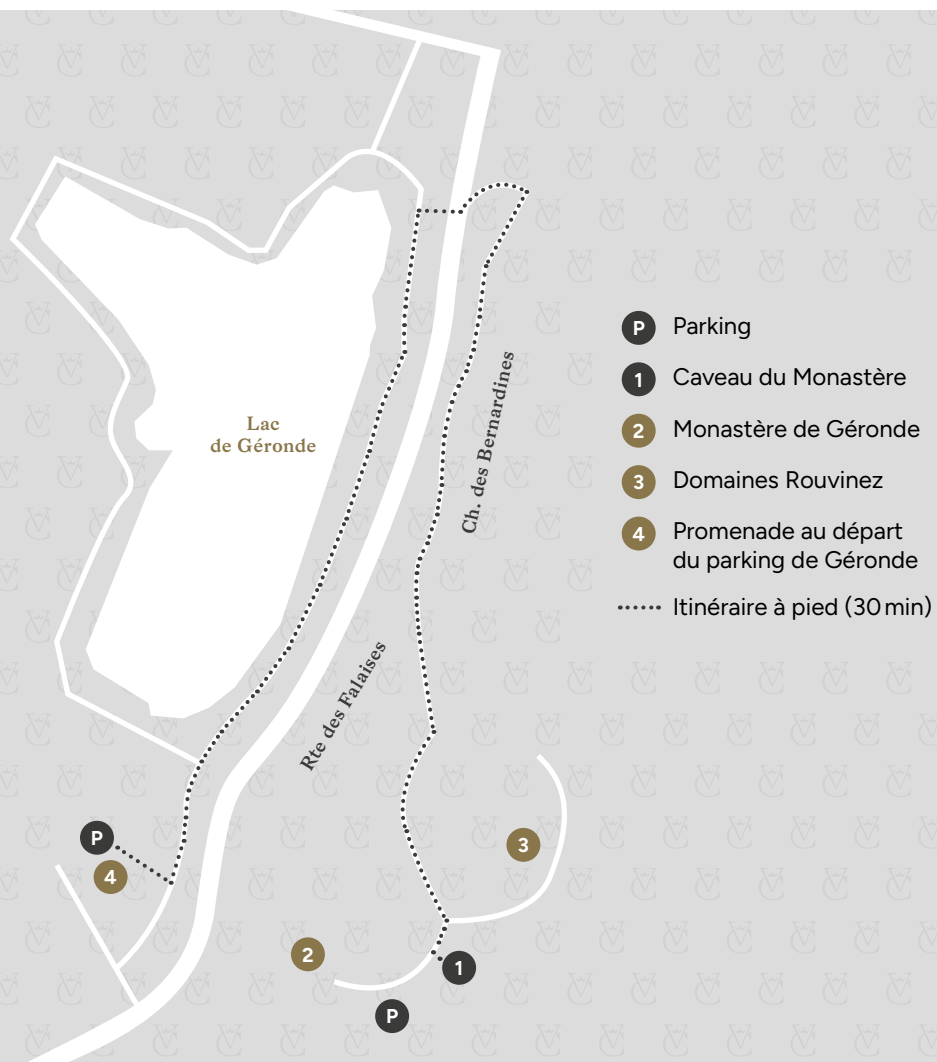 Lac
de Géronde
Ch. des Bernardines
Rte des Falaises
P
4
2
P
1
3
P Parking
1 Caveau du Monastère
2 Monastère de Géronde
3 Domaines Rouvinez
4 Promenade au départ
du parking de Géronde
Itinéraire à pied (30 min)